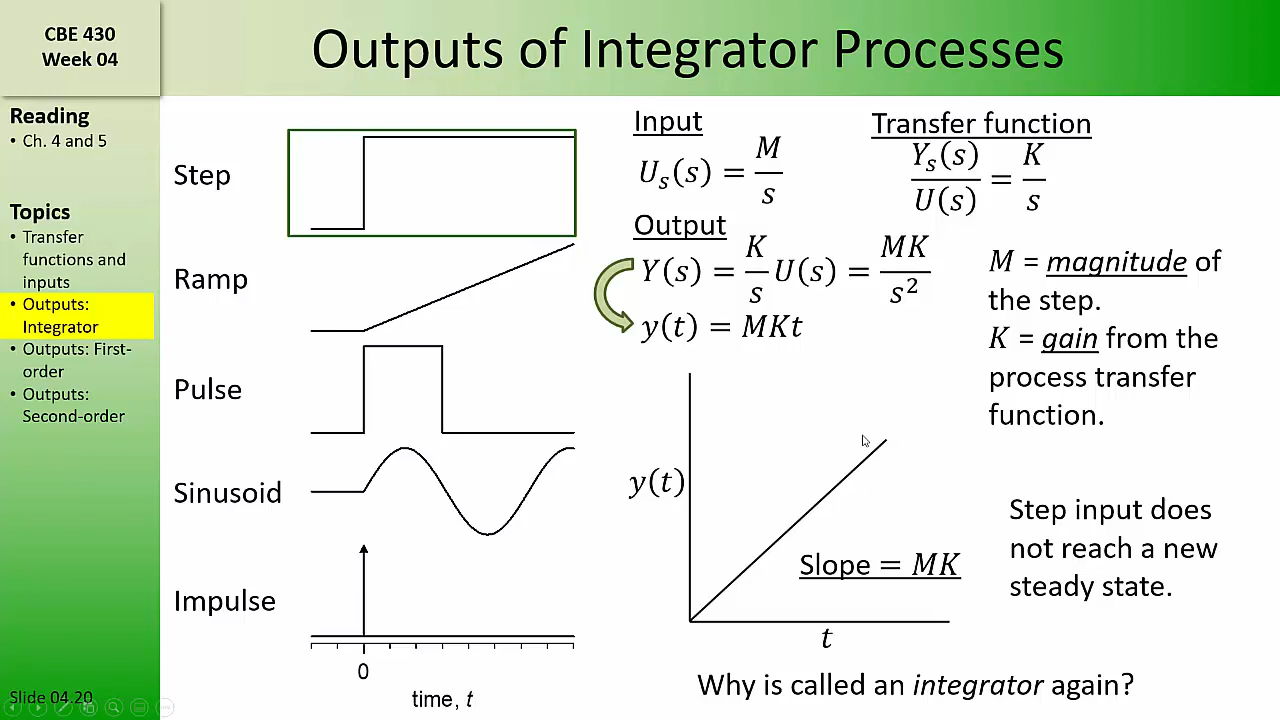 CBE 430
Week 04
Outputs of Integrator Processes
Reading
• Ch. 4 and 5
Topics
• Transfer
functions and
inputs
• Outputs:
Integrator
• Outputs: First-
order
• Outputs:
Second-order
Slide 04.20
Step
Ramp
Pulse
Sinusoid
Impulse
0
time, t
Input
U_s(s) = M/s
Transfer function
Y_s(s)/U(s) = K/s
Output
Y(s) = K/s U(s) = MK/s²
y(t) = MKt
M = magnitude of
the step.
K = gain from the
process transfer
function.
y(t)
Slope = MK
t
Step input does
not reach a new
steady state.
Why is called an integrator again?